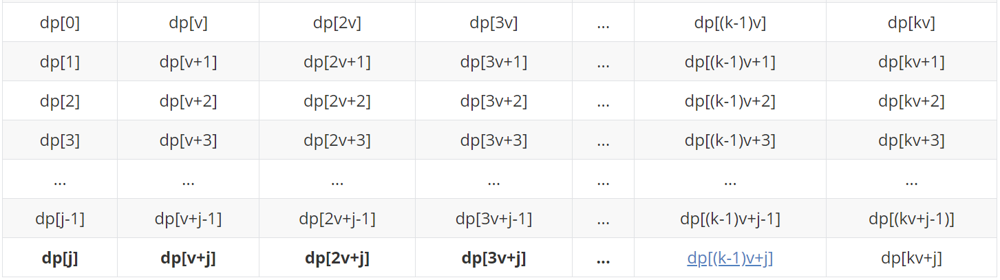 dp[0] dp[v] dp[2v] dp[3v] ... dp[(k-1)v] dp[kv]
dp[1] dp[v+1] dp[2v+1] dp[3v+1] ... dp[(k-1)v+1] dp[kv+1]
dp[2] dp[v+2] dp[2v+2] dp[3v+2] ... dp[(k-1)v+2] dp[kv+2]
dp[3] dp[v+3] dp[2v+3] dp[3v+3] ... dp[(k-1)v+3] dp[kv+3]
... ... ... ... ... ... ...
dp[j-1] dp[v+j-1] dp[2v+j-1] dp[3v+j-1] ... dp[(k-1)v+j-1] dp[(kv+j-1)]
dp[j] dp[v+j] dp[2v+j] dp[3v+j] ... dp[(k-1)v+j] dp[kv+j]